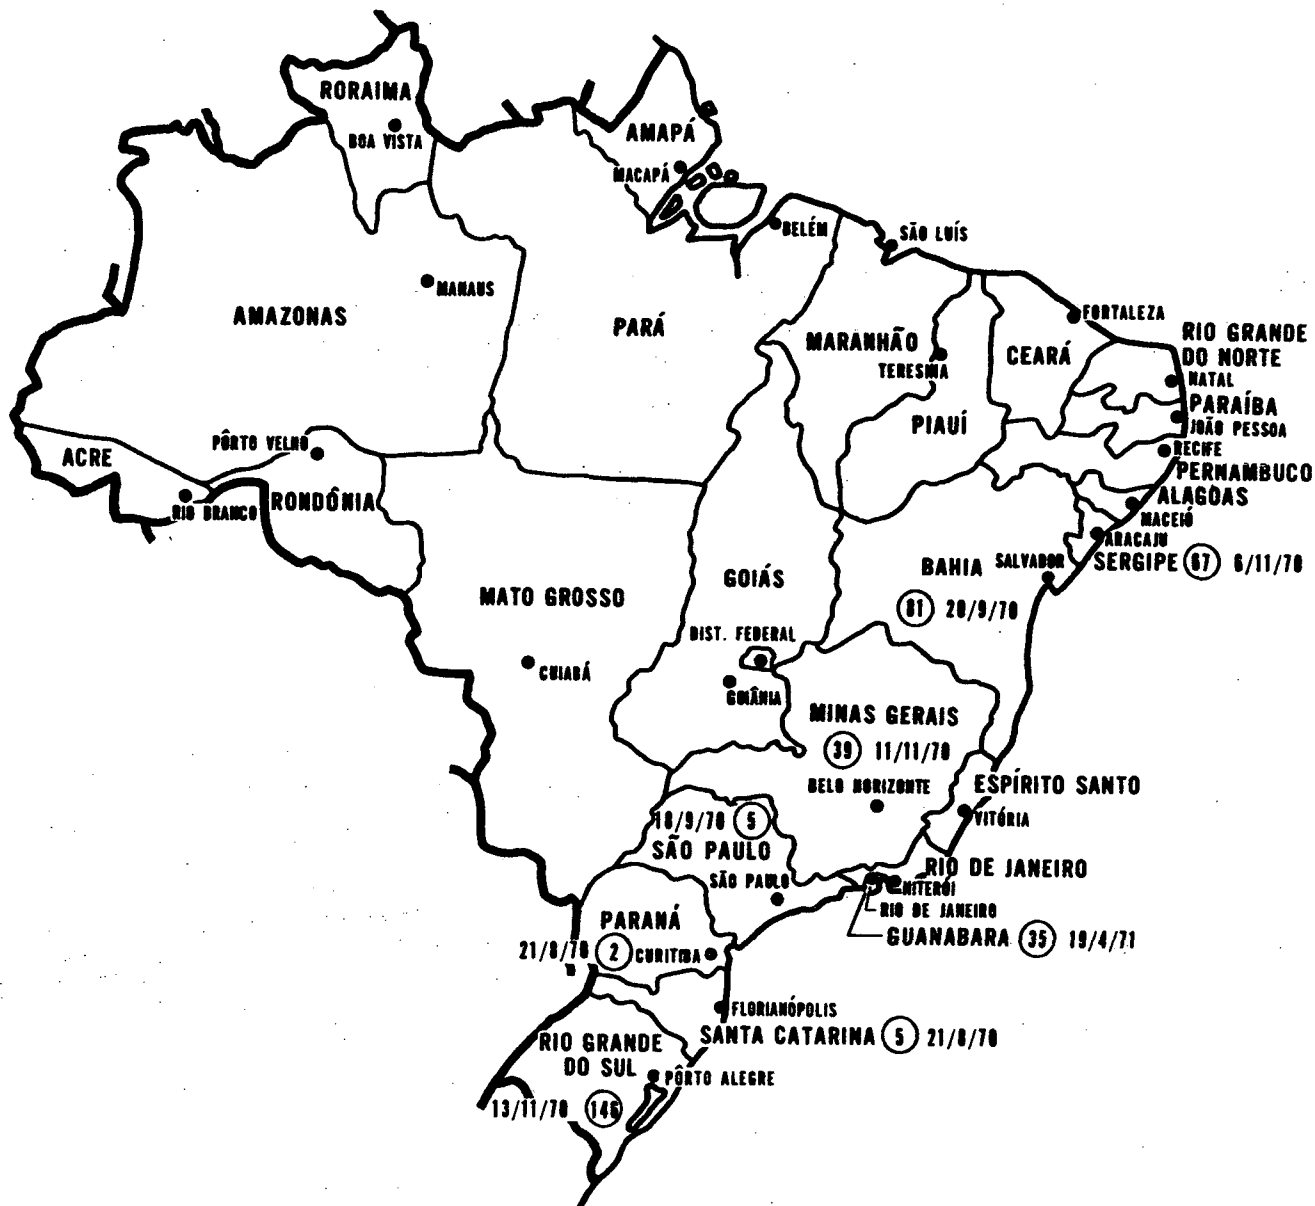 RORAIMA
BOA VISTA
AMAPÁ
MACAPÁ
BELÉM
SÃO LUÍS
MANAUS
AMAZONAS
PARÁ
FORTALEZA
MARANHÃO
TERESINA
CEARÁ
RIO GRANDE
DO NORTE
NATAL
PARAÍBA
JOÃO PESSOA
PIAUÍ
RECIFE
PERNAMBUCO
ALAGOAS
MACEIÓ
ARACAJU
SERGIPE 67 6/11/70
ACRE
PÔRTO VELHO
RIO BRANCO
RONDÔNIA
BAHIA
SALVADOR
81 20/9/70
GOIÁS
MATO GROSSO
DIST. FEDERAL
CUIABÁ
GOIÂNIA
MINAS GERAIS
39 11/11/70
BELO HORIZONTE
ESPÍRITO SANTO
VITÓRIA
18/9/70 5
SÃO PAULO
SÃO PAULO
RIO DE JANEIRO
NITERÓI
RIO DE JANEIRO
GUANABARA 35 19/4/71
PARANÁ
21/8/70 2 CURITIBA
FLORIANÓPOLIS
SANTA CATARINA 5 21/8/70
RIO GRANDE
DO SUL
PÔRTO ALEGRE
13/11/70 146